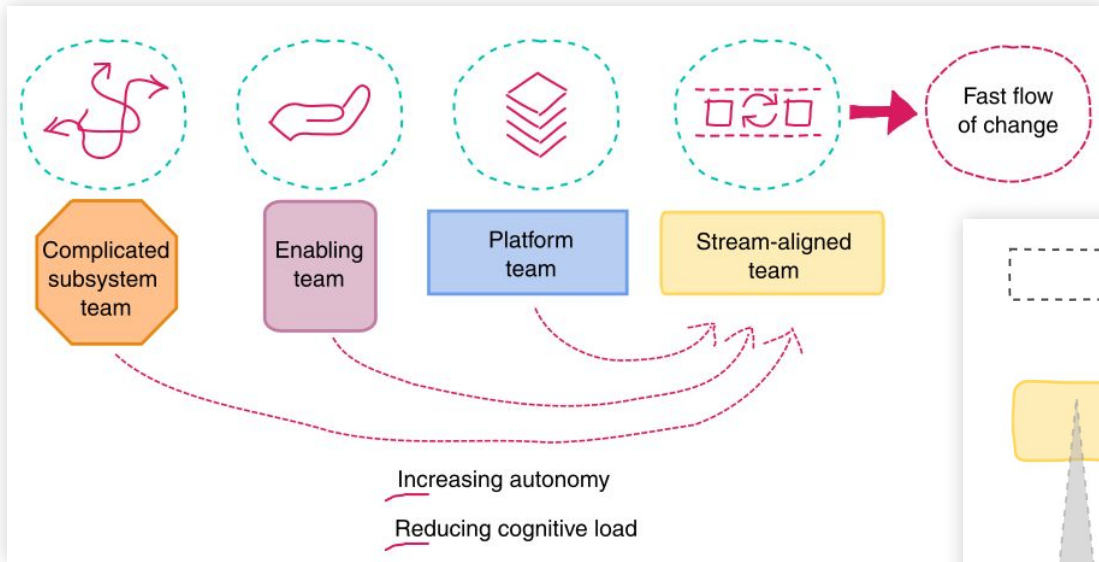 Fast flow
of change
Complicated
subsystem
team
Enabling
team
Platform
team
Stream-aligned
team
Increasing autonomy
Reducing cognitive load